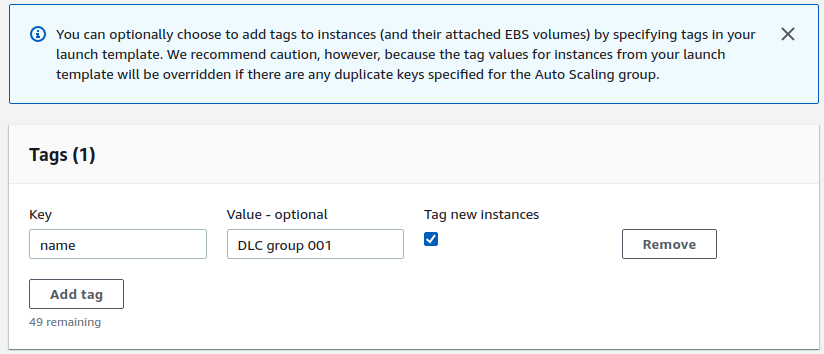 You can optionally choose to add tags to instances (and their attached EBS volumes) by specifying tags in your
launch template. We recommend caution, however, because the tag values for instances from your launch
template will be overridden if there are any duplicate keys specified for the Auto Scaling group.
Tags (1)
Key
Value - optional
Tag new instances
name
DLC group 001
Remove
Add tag
49 remaining